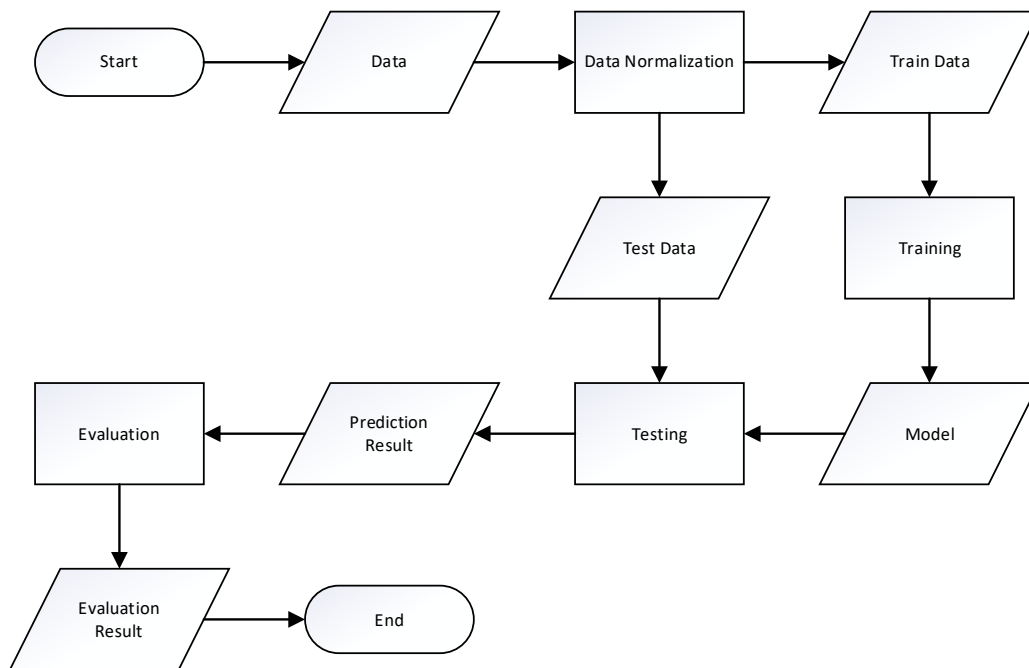 Start
Data
Data Normalization
Train Data
Test Data
Training
Evaluation
Prediction
Result
Testing
Model
Evaluation
Result
End